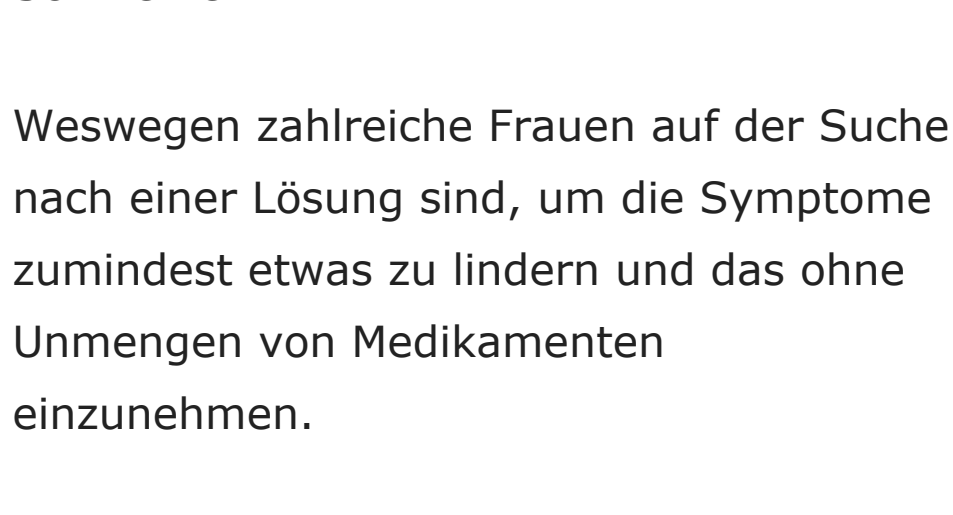 Weswegen zahlreiche Frauen auf der Suche
nach einer Lösung sind, um die Symptome
zumindest etwas zu lindern und das ohne
Unmengen von Medikamenten
einzunehmen.